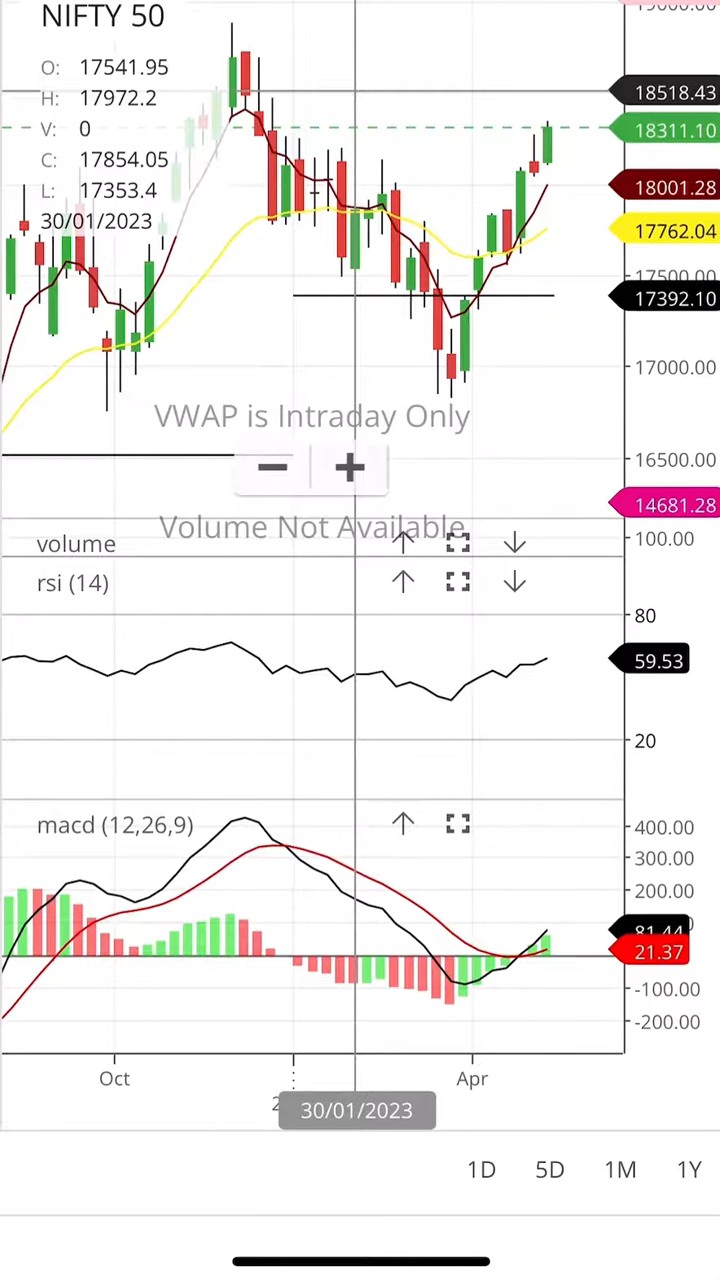 NIFTY 50
19000.00
O: 17541.95
H: 17972.2
V: 0
C: 17854.05
L: 17353.4
30/01/2023
18518.43
18311.10
18001.28
17762.04
17500.00
17392.10
17000.00
VWAP is Intraday Only
16500.00
14681.28
Volume Not Available
volume
100.00
rsi (14)
80
59.53
20
macd (12,26,9)
400.00
300.00
200.00
81.44
21.37
-100.00
-200.00
Oct
Apr
30/01/2023
1D 5D 1M 1Y